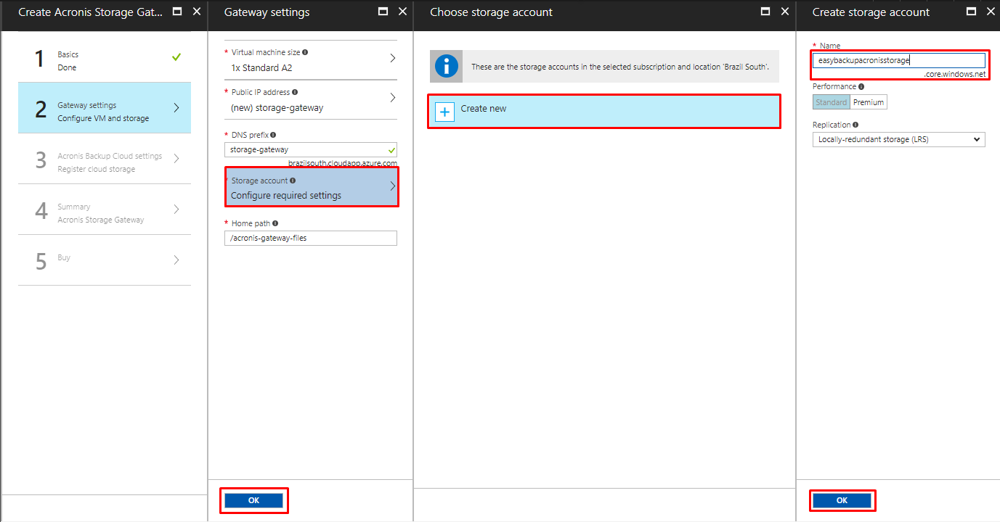 Create Acronis Storage Gat...
1
Basics
Done
2
Gateway settings
Configure VM and storage
3
Acronis Backup Cloud settings
Register cloud storage
4
Summary
Acronis Storage Gateway
5
Buy
Gateway settings
* Virtual machine size
1x Standard A2
* Public IP address
(new) storage-gateway
* DNS prefix
storage-gateway
brazilsouth.cloudapp.azure.com
* Storage account
Configure required settings
* Home path
/acronis-gateway-files
OK
Choose storage account
These are the storage accounts in the selected subscription and location 'Brazil South'.
Create new
Create storage account
* Name
easybackupacronisstorage
.core.windows.net
Performance
Standard Premium
Replication
Locally-redundant storage (LRS)
OK